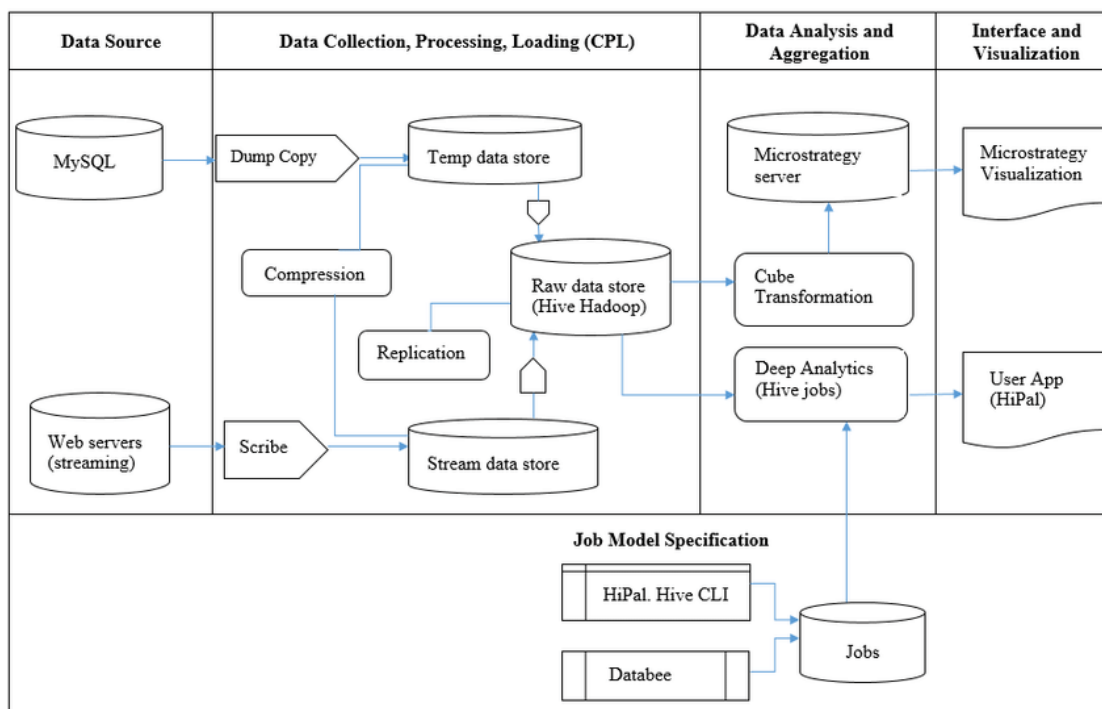 Data Source
Data Collection, Processing, Loading (CPL)
Data Analysis and
Aggregation
Interface and
Visualization
MySQL
Dump Copy
Temp data store
Microstrategy
server
Microstrategy
Visualization
Compression
Raw data store
(Hive Hadoop)
Cube
Transformation
Replication
Deep Analytics
(Hive jobs)
User App
(HiPal)
Web servers
(streaming)
Scribe
Stream data store
Job Model Specification
HiPal. Hive CLI
Databee
Jobs